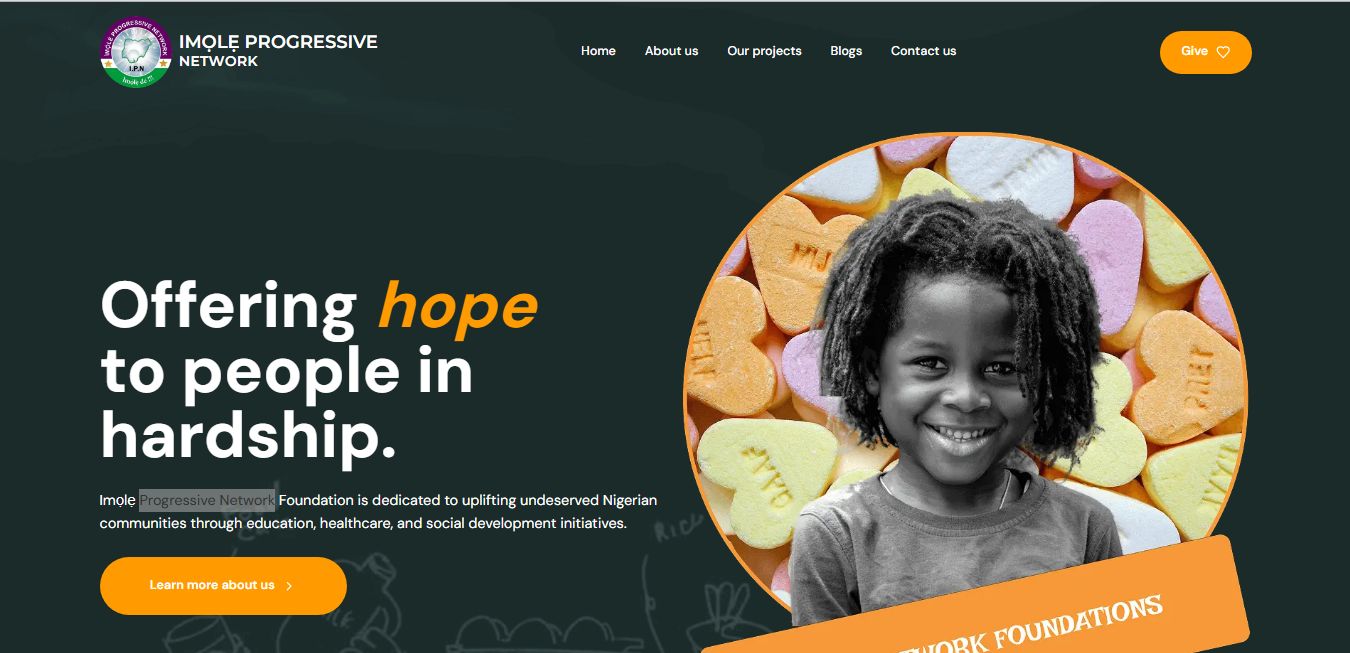 IMỌLẸ PROGRESSIVE NETWORK
I.P.N
Imọlẹ de !!!
IMỌLẸ PROGRESSIVE
NETWORK
Home
About us
Our projects
Blogs
Contact us
Give
Offering hope
to people in
hardship.
Imọlẹ Progressive Network Foundation is dedicated to uplifting undeserved Nigerian
communities through education, healthcare, and social development initiatives.
Learn more about us
RICE
FOUNDATIONS